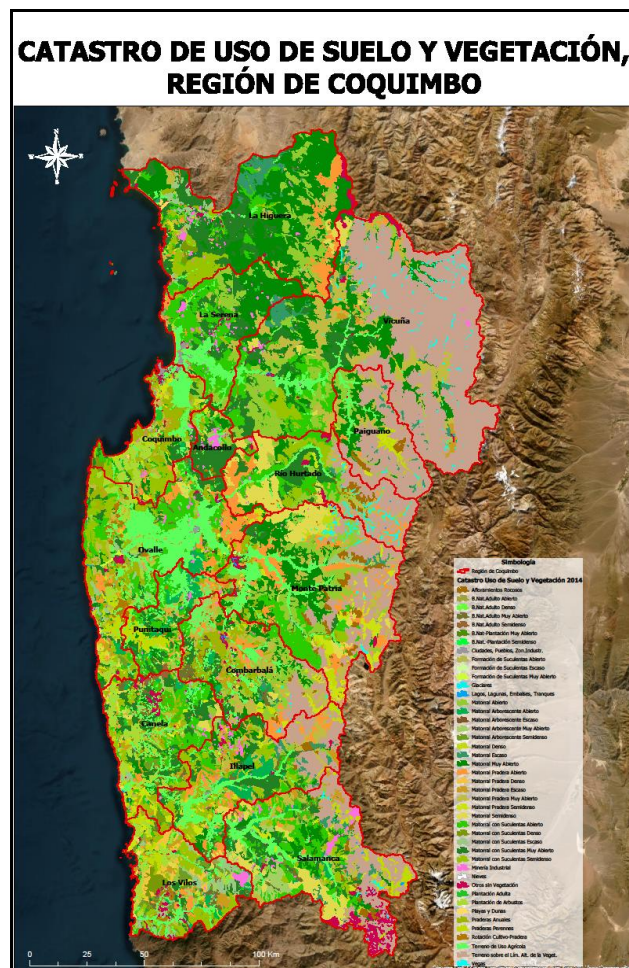 CATASTRO DE USO DE SUELO Y VEGETACIÓN,
REGIÓN DE COQUIMBO
N
W E
S
La Higuera
La Serena
Vicuña
Coquimbo
Andacollo
Paiguano
Río Hurtado
Ovalle
Monte Patria
Punitaqui
Combarbalá
Canela
Illapel
Salamanca
Los Vilos
0 25 50 100 Km
Simbología
Región de Coquimbo
Catastro Uso de Suelo y Vegetación 2014
Afloramientos Rocosos
B.Nat.Adulto Abierto
B.Nat.Adulto Denso
B.Nat.Adulto Muy Abierto
B.Nat.Adulto Semidenso
B.Nat-Plantación Muy Abierto
B.Nat.-Plantación Semidenso
Ciudades, Pueblos, Zon.Industr.
Formación de Suculentas Abierto
Formación de Suculentas Escaso
Formación de Suculentas Muy Abierto
Glaciares
Lagos, Lagunas, Embalses, Tranques
Matorral Abierto
Matorral Arborescente Abierto
Matorral Arborescente Escaso
Matorral Arborescente Muy Abierto
Matorral Arborescente Semidenso
Matorral Denso
Matorral Escaso
Matorral Muy Abierto
Matorral Pradera Abierto
Matorral Pradera Denso
Matorral Pradera Escaso
Matorral Pradera Muy Abierto
Matorral Pradera Semidenso
Matorral Semidenso
Matorral con Suculentas Abierto
Matorral con Suculentas Denso
Matorral con Suculentas Escaso
Matorral con Suculentas Muy Abierto
Matorral con Suculentas Semidenso
Minería Industrial
Nieves
Otros sin Vegetación
Plantación Adulta
Plantación de Arbustos
Playas y Dunas
Praderas Anuales
Praderas Perennes
Rotación Cultivo-Pradera
Terreno de Uso Agrícola
Terreno sobre el Lím. Alt. de la Veget.
Vegas